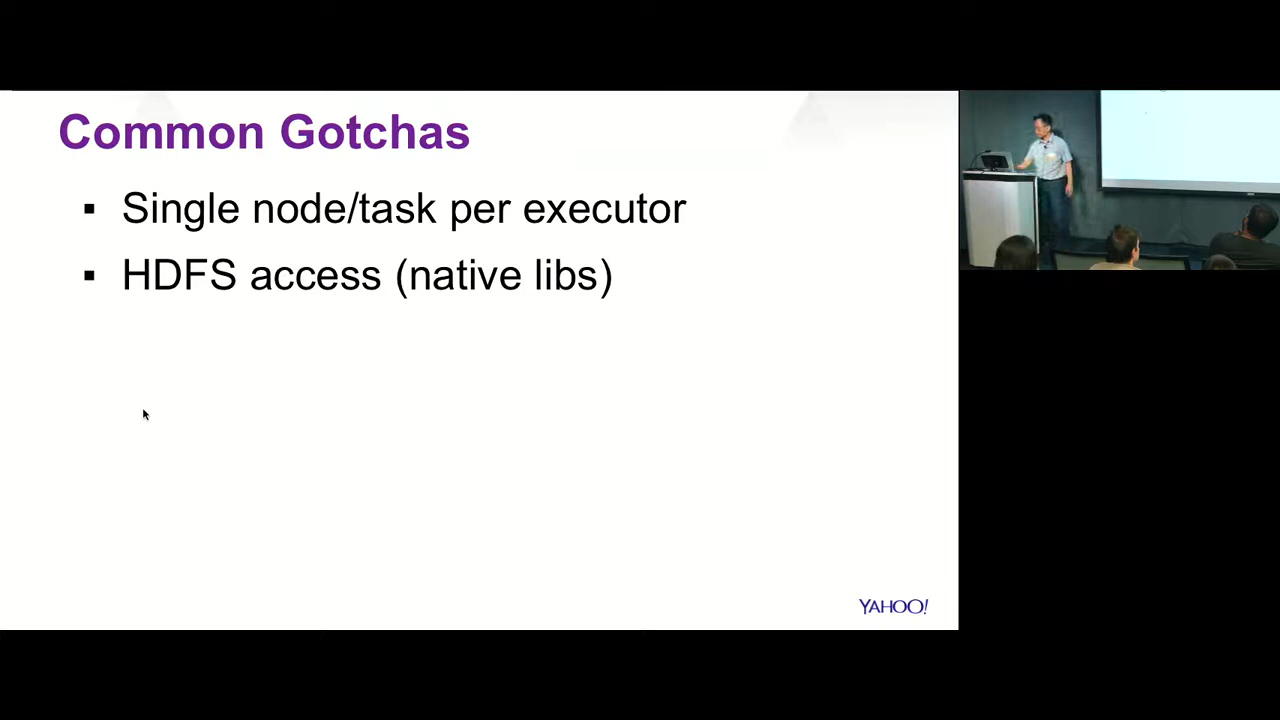 Common Gotchas
▪ Single node/task per executor
▪ HDFS access (native libs)
YAHOO!